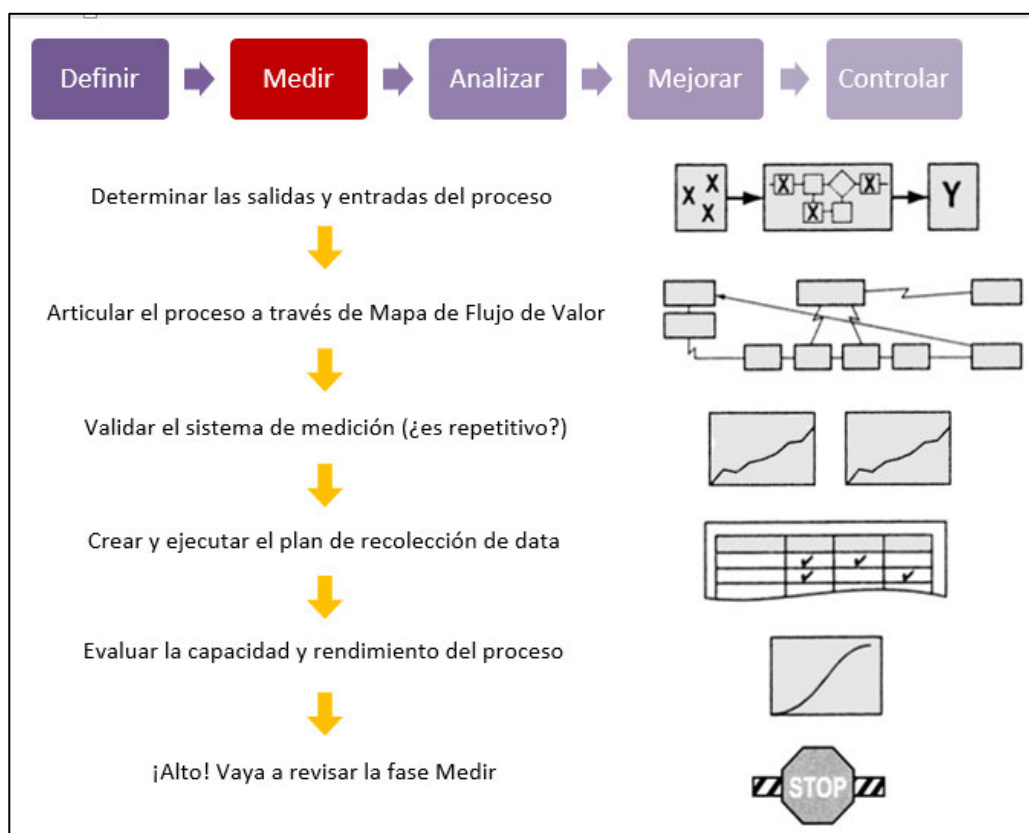 Definir
Medir
Analizar
Mejorar
Controlar
Determinar las salidas y entradas del proceso
X X X
X X X
Y
Articular el proceso a través de Mapa de Flujo de Valor
Validar el sistema de medición (¿es repetitivo?)
Crear y ejecutar el plan de recolección de data
Evaluar la capacidad y rendimiento del proceso
¡Alto! Vaya a revisar la fase Medir
STOP